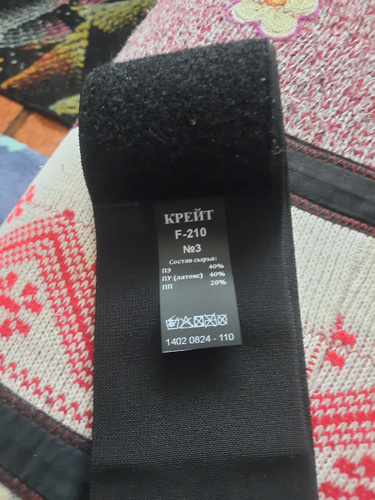 КРЕЙТ
F-210
№3
Состав сырья:
ПЭ 40%
ПУ (латекс) 40%
ПП 20%
1402 0824 - 110